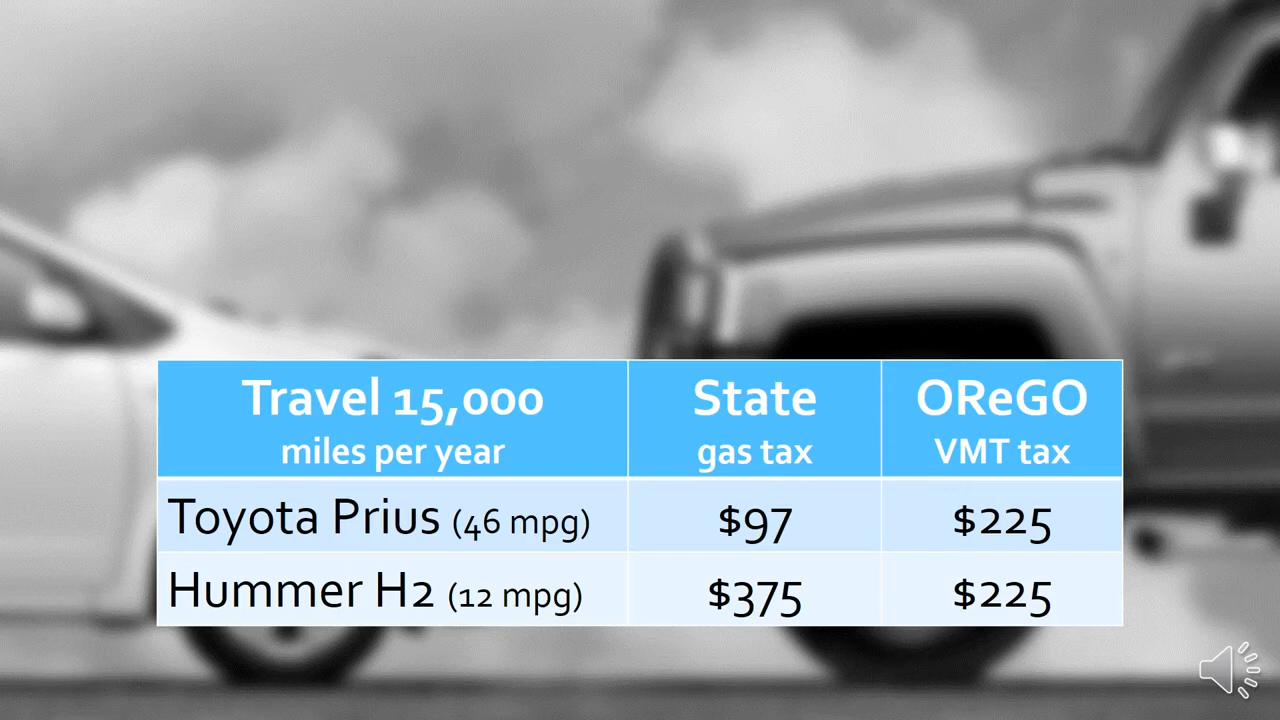 Travel 15,000 State OReGO
miles per year gas tax VMT tax
Toyota Prius (46 mpg) $97 $225
Hummer H2 (12 mpg) $375 $225